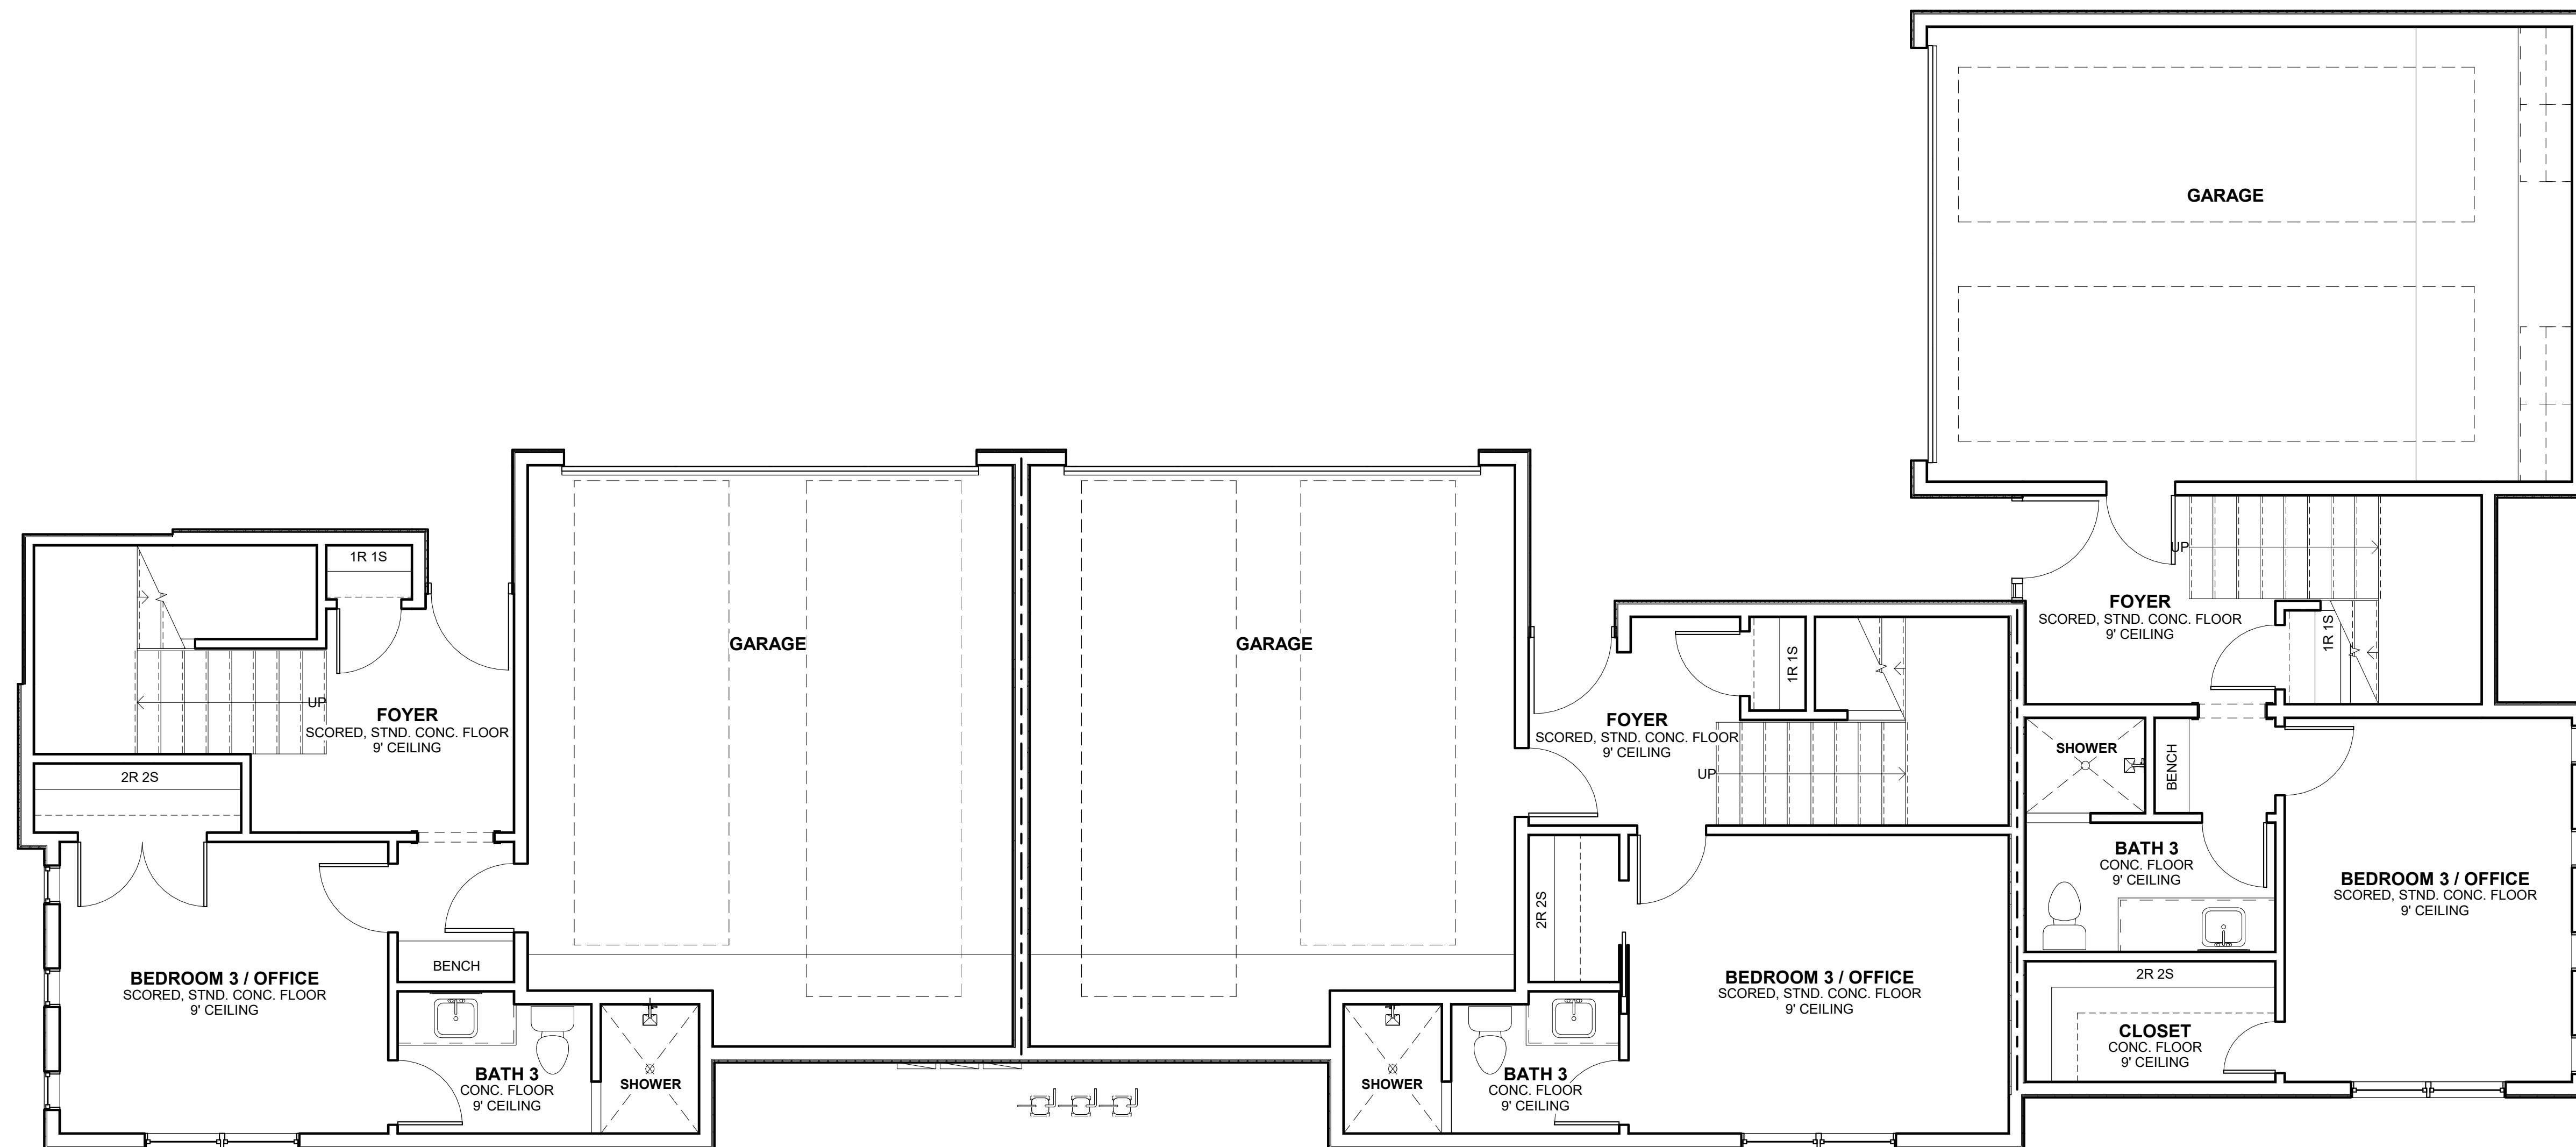 GARAGE
1R 1S
UP
FOYER
SCORED, STND. CONC. FLOOR
9' CEILING
2R 2S
BEDROOM 3 / OFFICE
SCORED, STND. CONC. FLOOR
9' CEILING
BENCH
BATH 3
CONC. FLOOR
9' CEILING
SHOWER
GARAGE
GARAGE
FOYER
SCORED, STND. CONC. FLOOR
9' CEILING
1R 1S
UP
2R 2S
BEDROOM 3 / OFFICE
SCORED, STND. CONC. FLOOR
9' CEILING
SHOWER
BATH 3
CONC. FLOOR
9' CEILING
UP
FOYER
SCORED, STND. CONC. FLOOR
9' CEILING
1R 1S
SHOWER
BENCH
BATH 3
CONC. FLOOR
9' CEILING
BEDROOM 3 / OFFICE
SCORED, STND. CONC. FLOOR
9' CEILING
2R 2S
CLOSET
CONC. FLOOR
9' CEILING